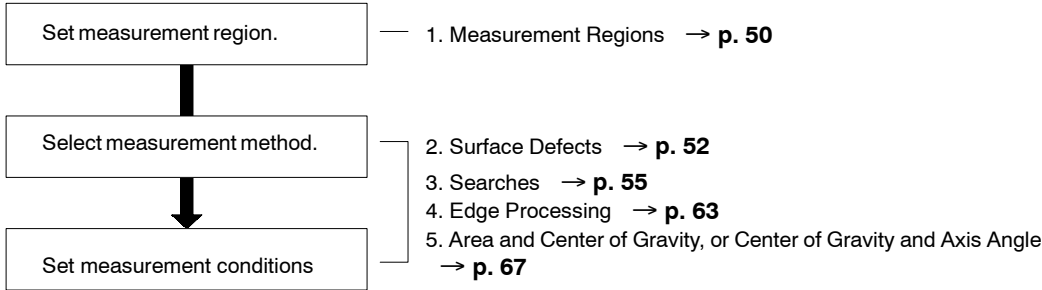 Set measurement region.
1. Measurement Regions → p. 50
Select measurement method.
2. Surface Defects → p. 52
3. Searches → p. 55
4. Edge Processing → p. 63
5. Area and Center of Gravity, or Center of Gravity and Axis Angle
→ p. 67
Set measurement conditions